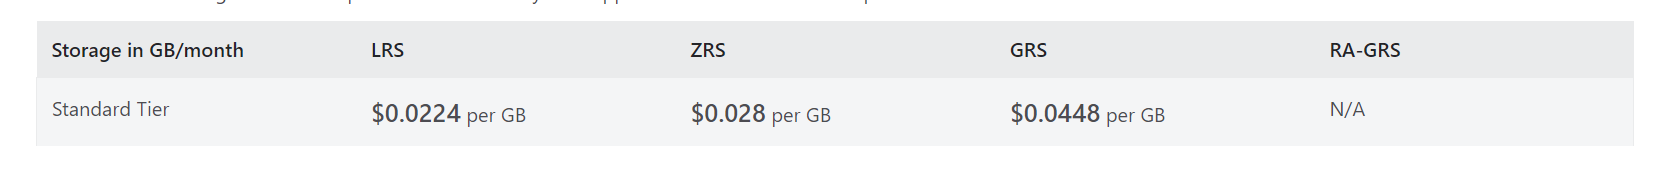 Storage in GB/month LRS ZRS GRS RA-GRS
Standard Tier $0.0224 per GB $0.028 per GB $0.0448 per GB N/A